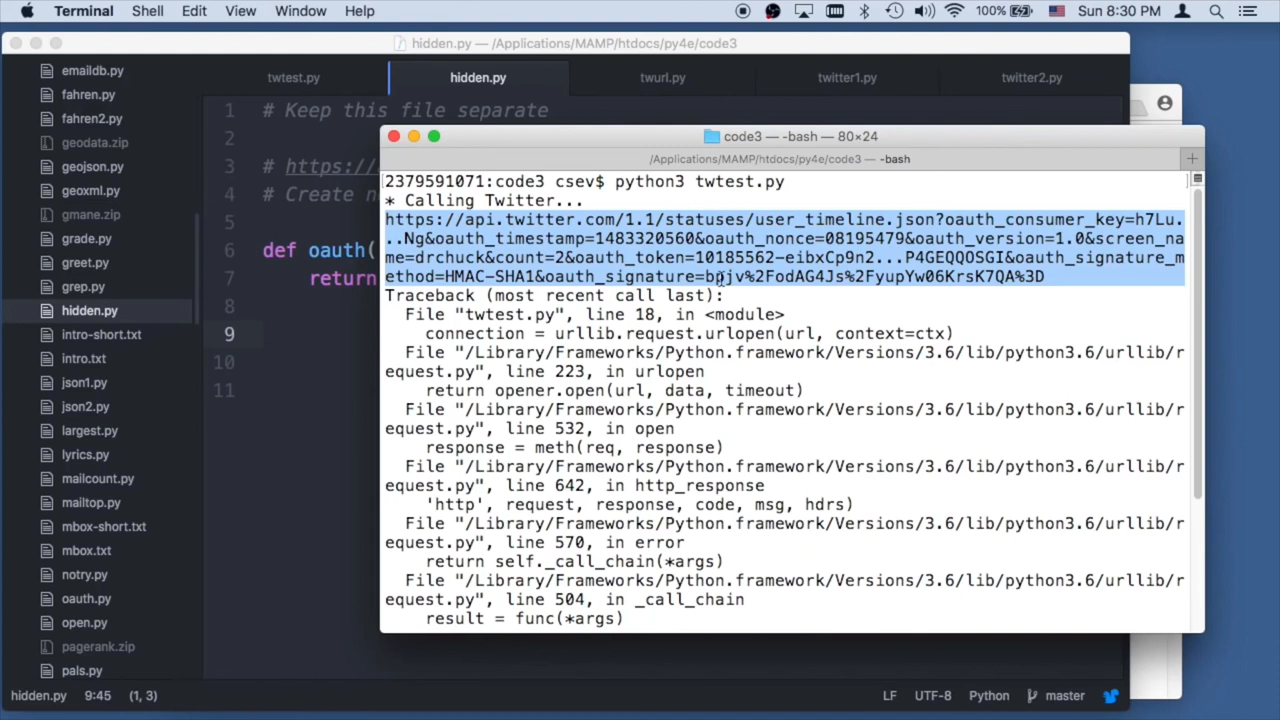 Terminal Shell Edit View Window Help 100% Sun 8:30 PM
hidden.py — /Applications/MAMP/htdocs/py4e/code3
twtest.py hidden.py twurl.py twitter1.py twitter2.py
emaildb.py
fahren.py
fahren2.py
geodata.zip
geojson.py
geoxml.py
gmane.zip
grade.py
greet.py
grep.py
hidden.py
intro-short.txt
intro.txt
json1.py
json2.py
largest.py
lyrics.py
mailcount.py
mailtop.py
mbox-short.txt
mbox.txt
notry.py
oauth.py
open.py
pagerank.zip
pals.py
1 # Keep this file separate
2
3 # https://
4 # Create n
5
6 def oauth(
7 return
8
9
10
11
code3 — -bash — 80×24
/Applications/MAMP/htdocs/py4e/code3 — -bash
[2379591071:code3 csev$ python3 twtest.py ]
* Calling Twitter...
https://api.twitter.com/1.1/statuses/user_timeline.json?oauth_consumer_key=h7Lu.
..Ng&oauth_timestamp=1483320560&oauth_nonce=08195479&oauth_version=1.0&screen_na
me=drchuck&count=2&oauth_token=10185562-eibxCp9n2...P4GEQQOSGI&oauth_signature_m
ethod=HMAC-SHA1&oauth_signature=bpjv%2FodAG4Js%2FyupYw06KrsK7QA%3D
Traceback (most recent call last):
File "twtest.py", line 18, in <module>
connection = urllib.request.urlopen(url, context=ctx)
File "/Library/Frameworks/Python.framework/Versions/3.6/lib/python3.6/urllib/r
equest.py", line 223, in urlopen
return opener.open(url, data, timeout)
File "/Library/Frameworks/Python.framework/Versions/3.6/lib/python3.6/urllib/r
equest.py", line 532, in open
response = meth(req, response)
File "/Library/Frameworks/Python.framework/Versions/3.6/lib/python3.6/urllib/r
equest.py", line 642, in http_response
'http', request, response, code, msg, hdrs)
File "/Library/Frameworks/Python.framework/Versions/3.6/lib/python3.6/urllib/r
equest.py", line 570, in error
return self._call_chain(*args)
File "/Library/Frameworks/Python.framework/Versions/3.6/lib/python3.6/urllib/r
equest.py", line 504, in _call_chain
result = func(*args)
hidden.py 9:45 (1, 3) LF UTF-8 Python master